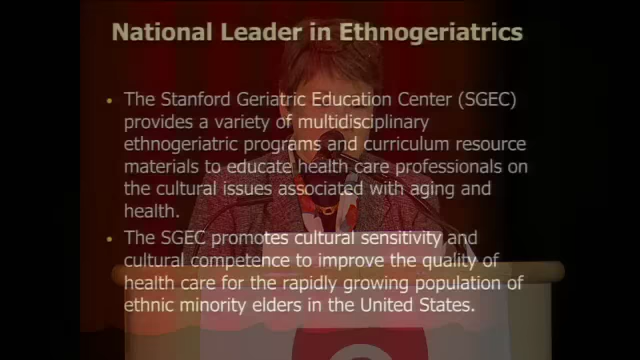 National Leader in Ethnogeriatrics
• The Stanford Geriatric Education Center (SGEC)
provides a variety of multidisciplinary
ethnogeriatric programs and curriculum resource
materials to educate health care professionals on
the cultural issues associated with aging and
health.
• The SGEC promotes cultural sensitivity and
cultural competence to improve the quality of
health care for the rapidly growing population of
ethnic minority elders in the United States.